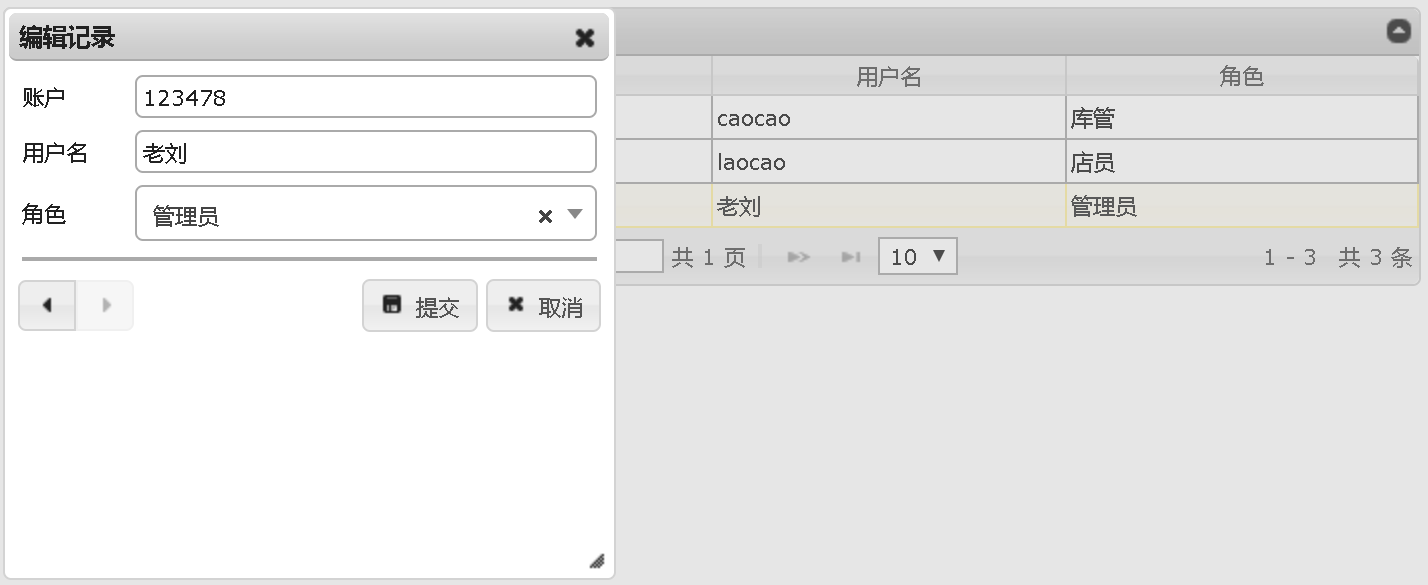 编辑记录
账户 123478
用户名 老刘
角色 管理员
提交 取消
用户名 角色
caocao 库管
laocao 店员
老刘 管理员
共 1 页 10 1 - 3 共 3 条